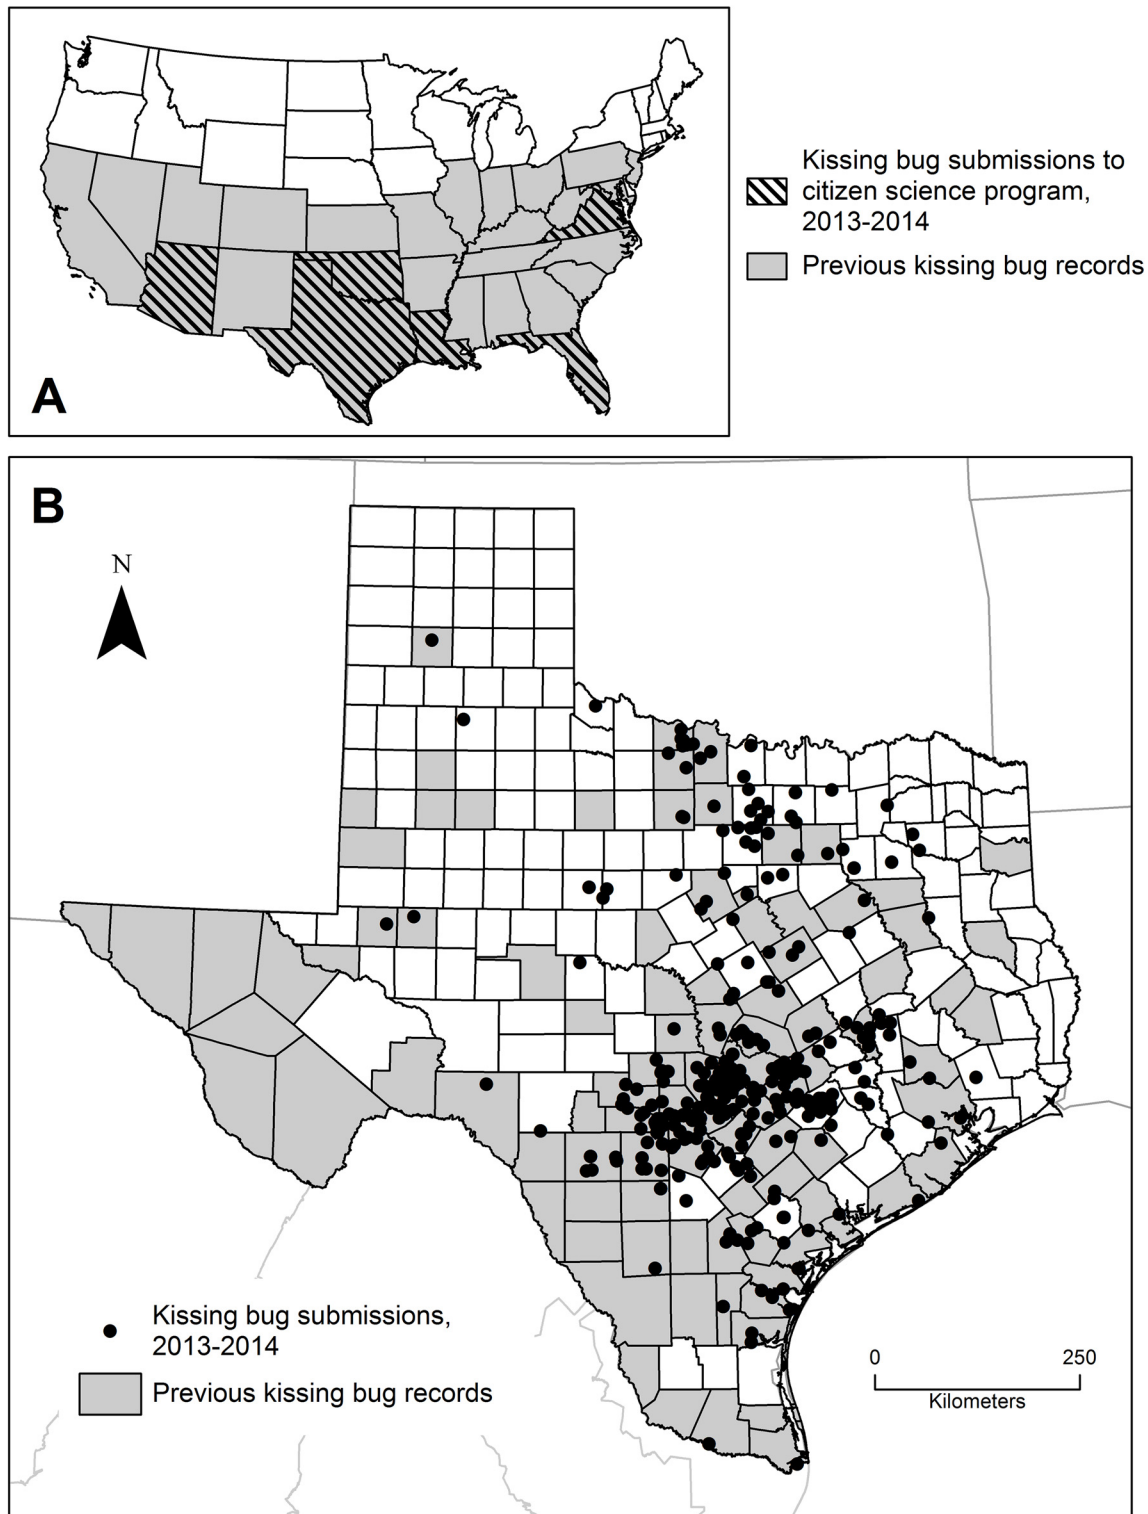 Kissing bug submissions to
citizen science program,
2013-2014
Previous kissing bug records
A
B
N
Kissing bug submissions,
2013-2014
Previous kissing bug records
0 250
Kilometers